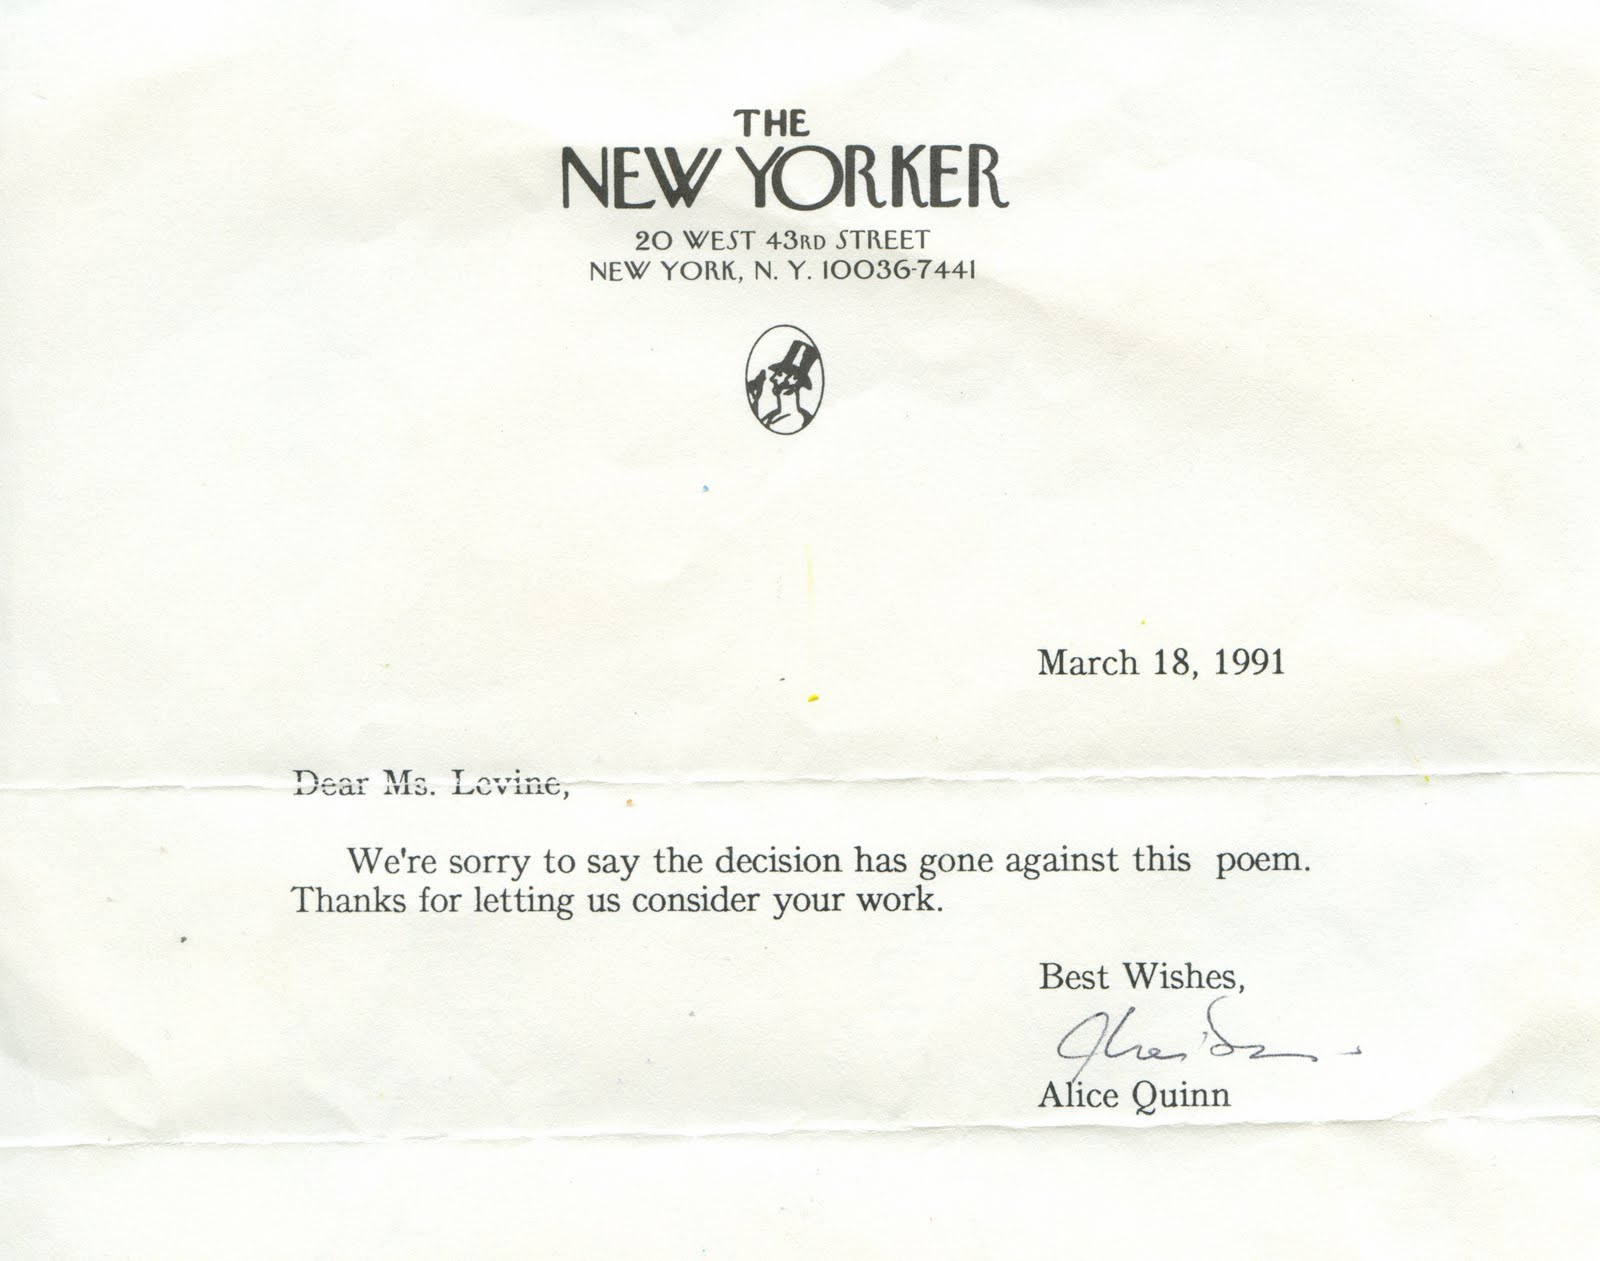 THE
NEW YORKER
20 WEST 43RD STREET
NEW YORK, N. Y. 10036-7441
March 18, 1991
Dear Ms. Levine,
We're sorry to say the decision has gone against this poem.
Thanks for letting us consider your work.
Best Wishes,
Alice Quinn